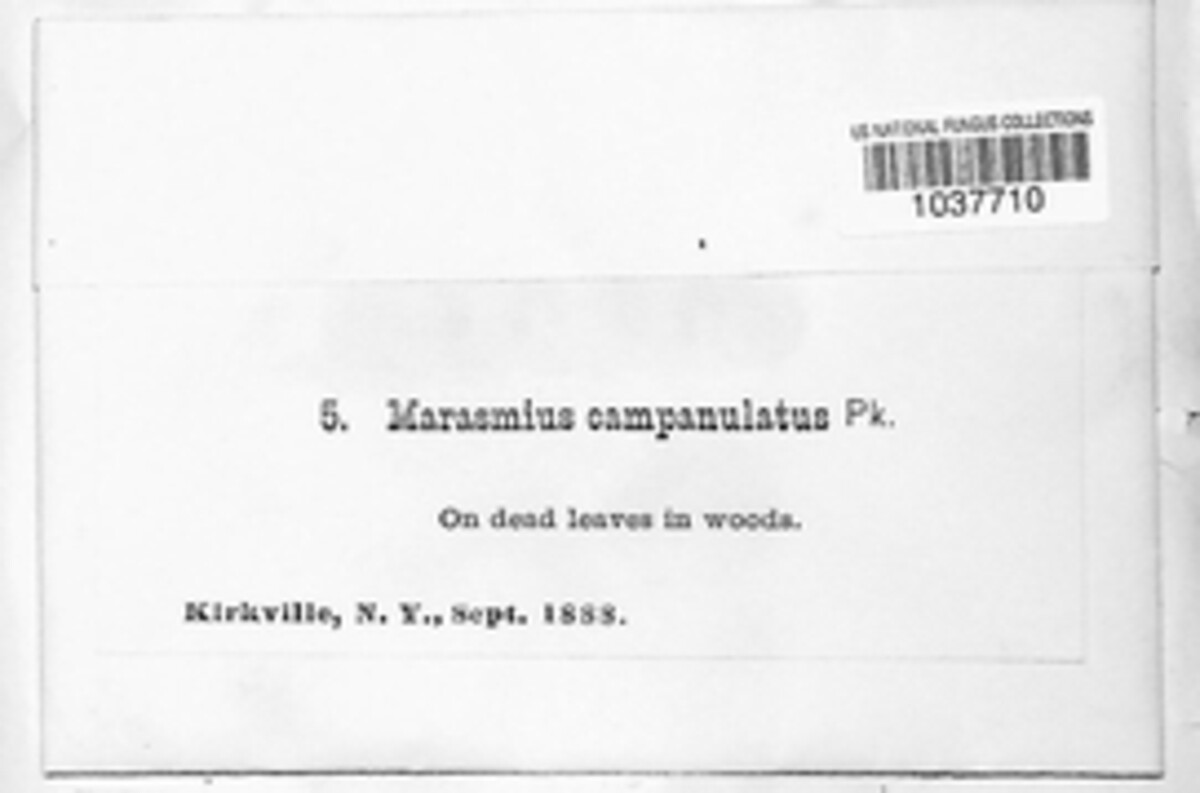 US NATIONAL FUNGUS COLLECTIONS
1037710
5. Marasmius campanulatus Pk.
On dead leaves in woods.
Kirkville, N. Y., Sept. 1888.